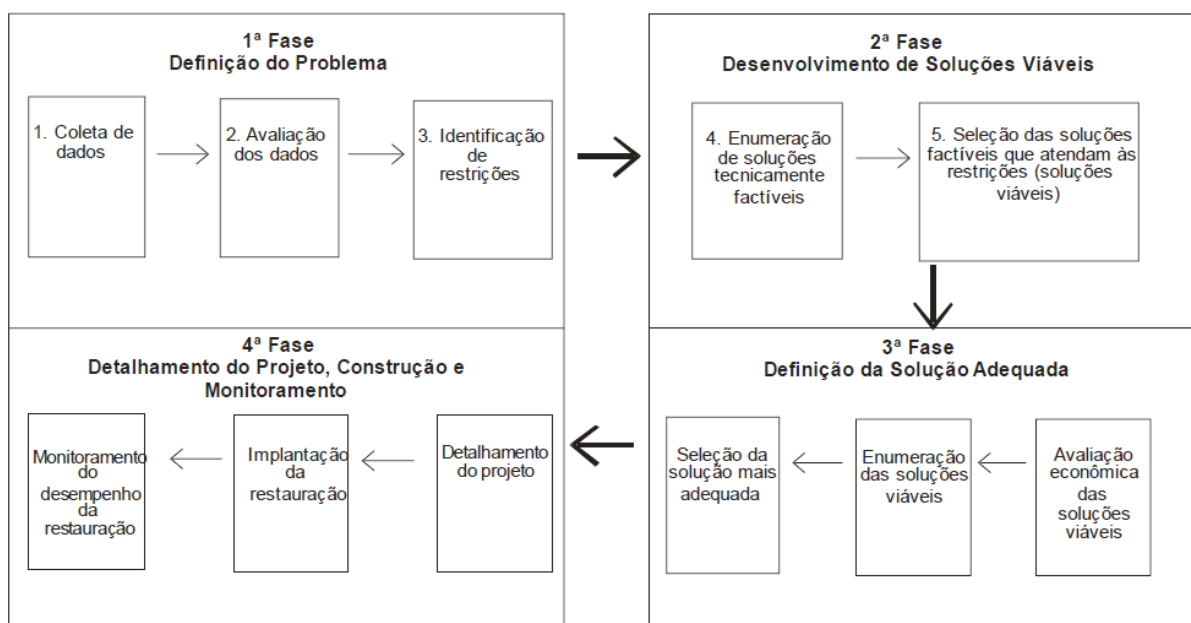 1ª Fase
Definição do Problema
1. Coleta de
dados
2. Avaliação
dos dados
3. Identificação
de
restrições
2ª Fase
Desenvolvimento de Soluções Viáveis
4. Enumeração
de soluções
tecnicamente
factíveis
5. Seleção das soluções
factíveis que atendam às
restrições (soluções
viáveis)
3ª Fase
Definição da Solução Adequada
Avaliação
econômica
das
soluções
viáveis
Enumeração
das soluções
viáveis
Seleção da
solução mais
adequada
4ª Fase
Detalhamento do Projeto, Construção e
Monitoramento
Detalhamento
do projeto
Implantação
da
restauração
Monitoramento
do
desempenho
da
restauração